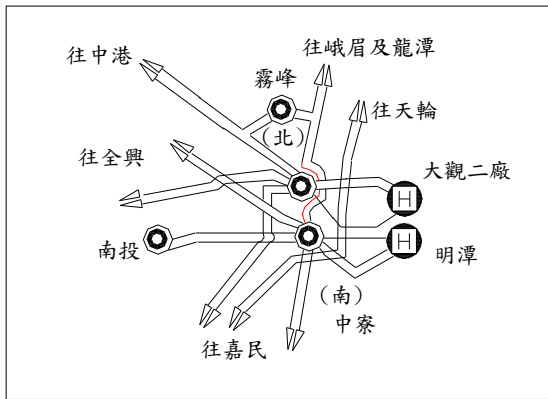 往中港
往峨眉及龍潭
霧峰
(北)
往天輪
往全興
大觀二廠
H
南投
H
明潭
(南)
中寮
往嘉民